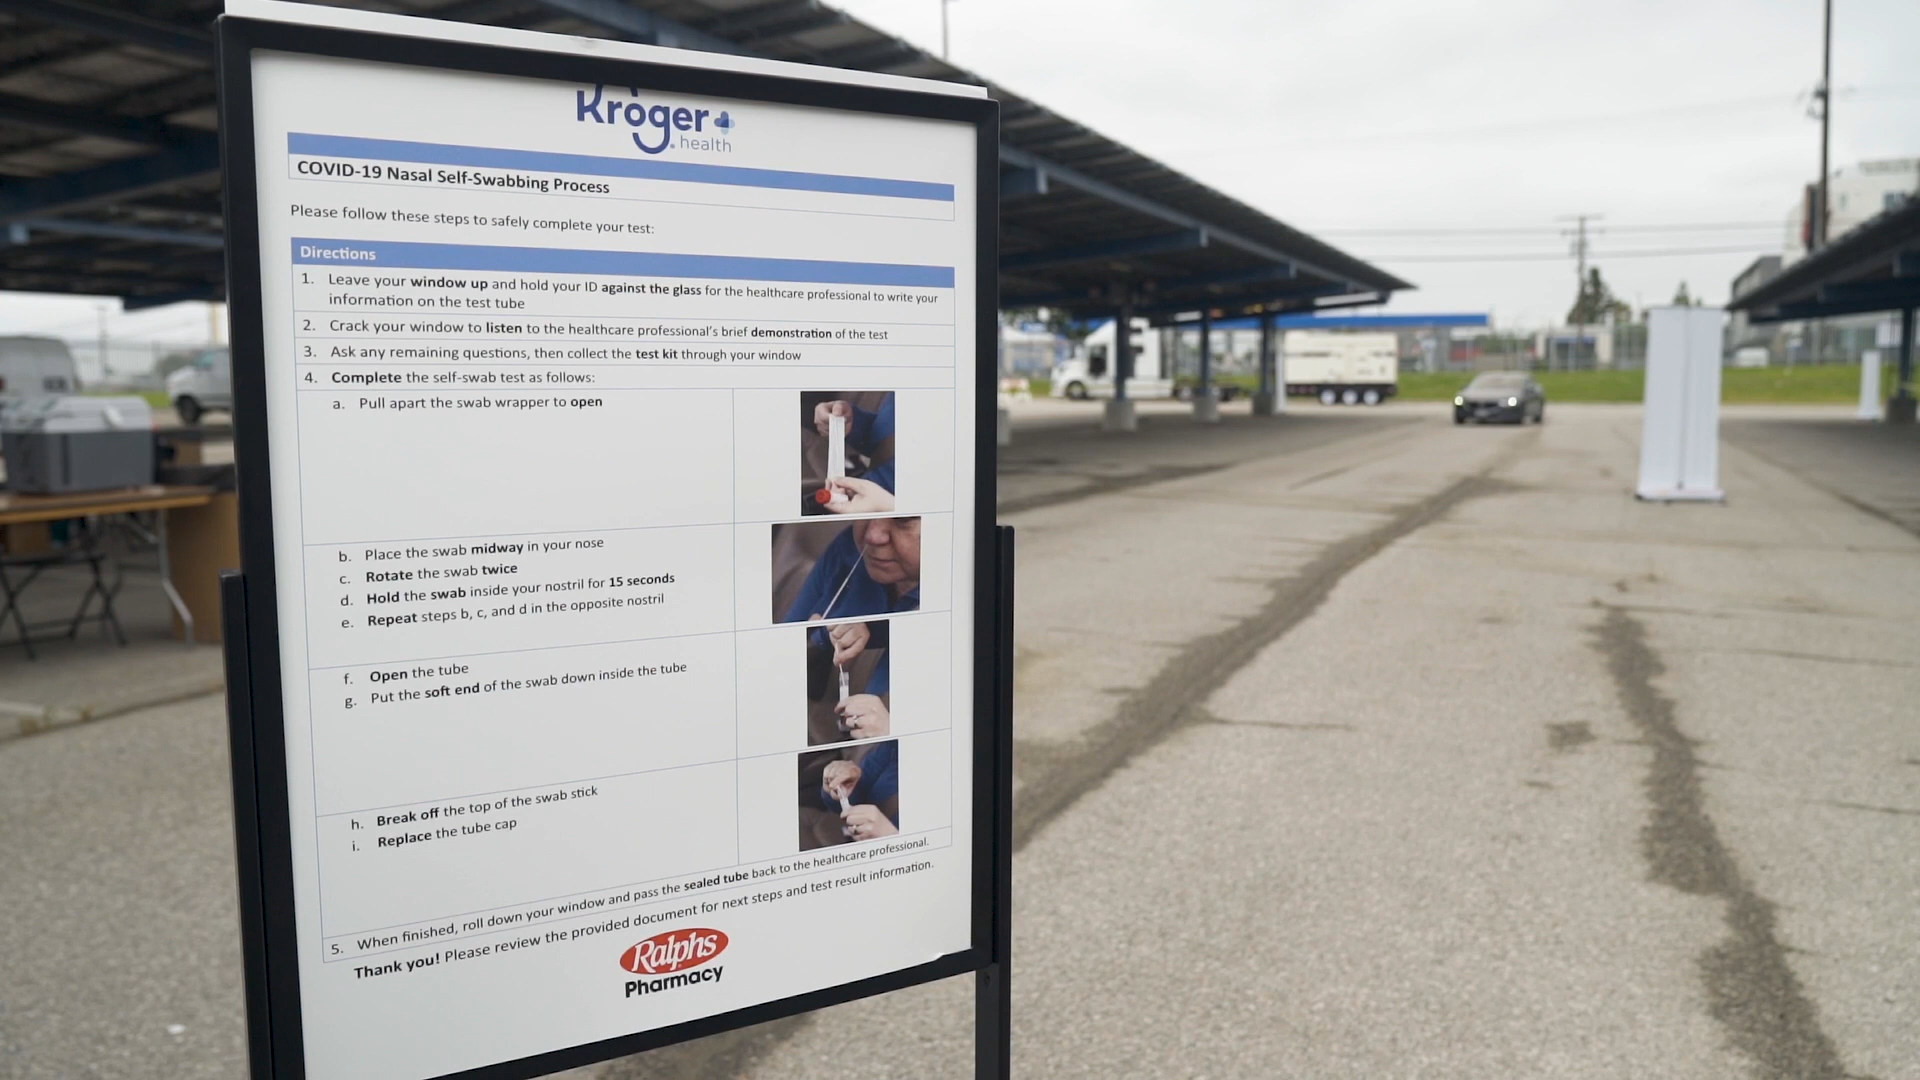 Kroger
health
COVID-19 Nasal Self-Swabbing Process
Please follow these steps to safely complete your test:
Directions
1. Leave your window up and hold your ID against the glass for the healthcare professional to write your
information on the test tube
2. Crack your window to listen to the healthcare professional's brief demonstration of the test
3. Ask any remaining questions, then collect the test kit through your window
4. Complete the self-swab test as follows:
a. Pull apart the swab wrapper to open
b. Place the swab midway in your nose
c. Rotate the swab twice
d. Hold the swab inside your nostril for 15 seconds
e. Repeat steps b, c, and d in the opposite nostril
f. Open the tube
g. Put the soft end of the swab down inside the tube
h. Break off the top of the swab stick
i. Replace the tube cap
5. When finished, roll down your window and pass the sealed tube back to the healthcare professional.
Thank you! Please review the provided document for next steps and test result information.
Ralphs
Pharmacy